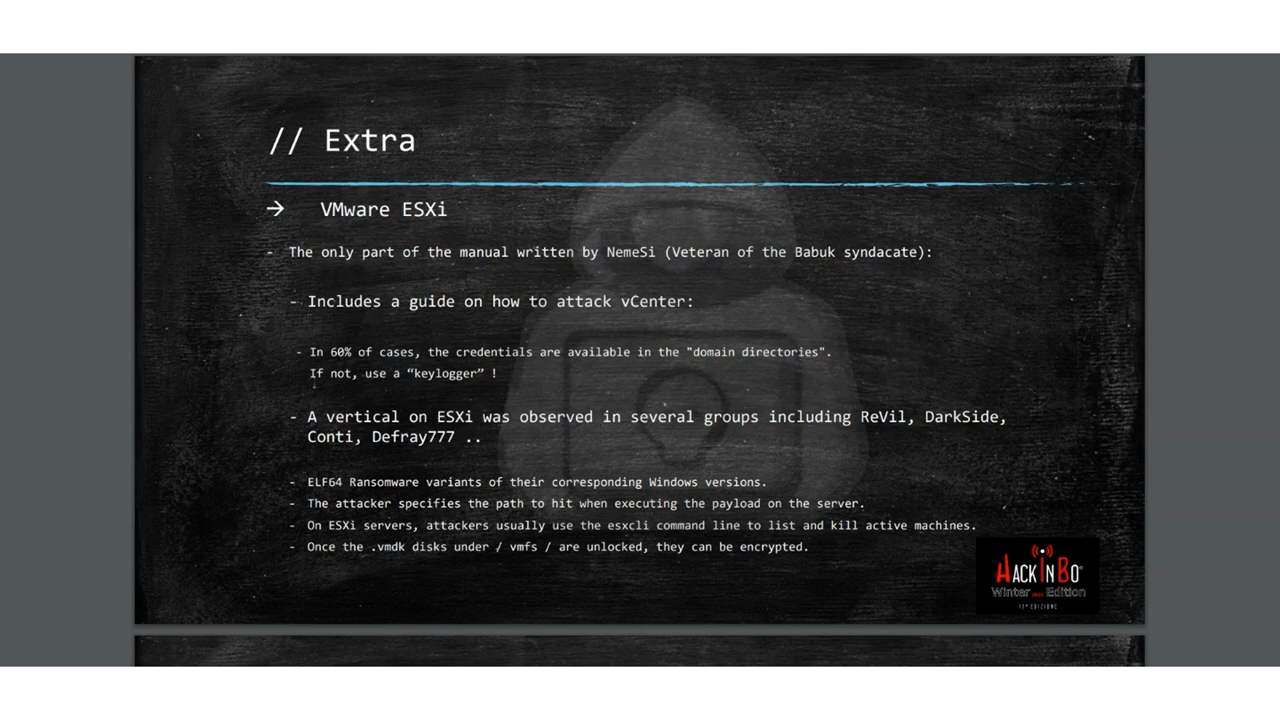 // Extra
→ VMware ESXi
- The only part of the manual written by NemeSi (Veteran of the Babuk syndacate):
- Includes a guide on how to attack vCenter:
- In 60% of cases, the credentials are available in the "domain directories".
If not, use a “keylogger” !
- A vertical on ESXi was observed in several groups including ReVil, DarkSide,
Conti, Defray777 ..
- ELF64 Ransomware variants of their corresponding Windows versions.
- The attacker specifies the path to hit when executing the payload on the server.
- On ESXi servers, attackers usually use the esxcli command line to list and kill active machines.
- Once the .vmdk disks under / vmfs / are unlocked, they can be encrypted.
HACKINBO®
Winter Edition
EDIZIONE